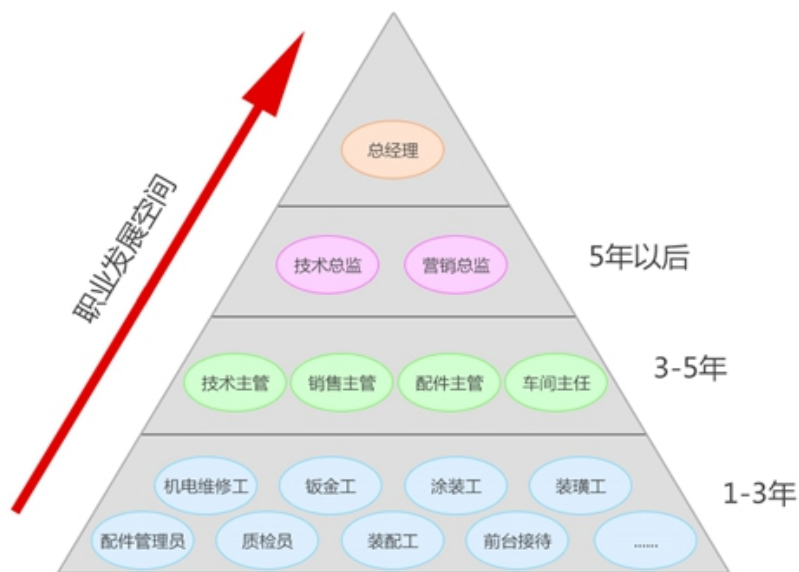 总经理
技术总监
营销总监
5年以后
职业发展空间
技术主管
销售主管
配件主管
车间主任
3-5年
机电维修工
钣金工
涂装工
装璜工
1-3年
配件管理员
质检员
装配工
前台接待
......